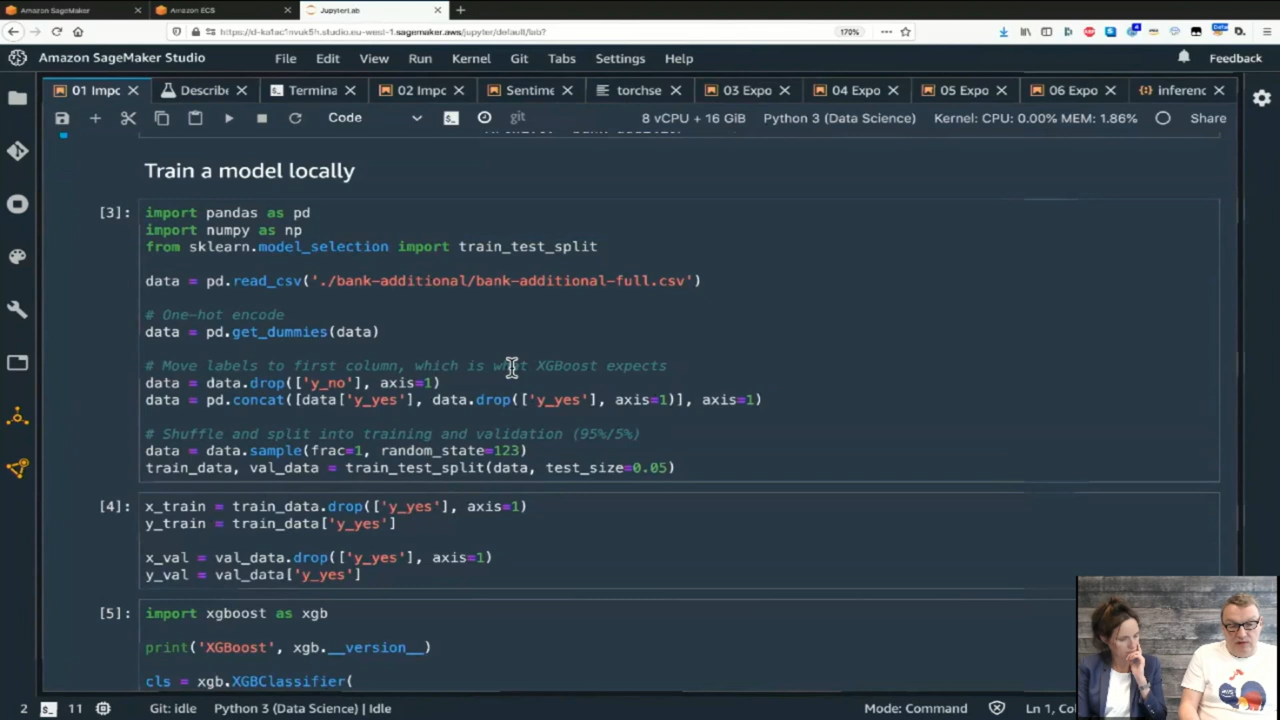 Amazon SageMaker
Amazon ECS
JupyterLab
170%
Amazon SageMaker Studio
File Edit View Run Kernel Git Tabs Settings Help
Feedback
01 Impc
Describe
Termina
02 Impc
Sentime
torchse
03 Expo
04 Expo
05 Expo
06 Expo
inferenc
Code
git
8 vCPU + 16 GiB
Python 3 (Data Science)
Kernel: CPU: 0.00% MEM: 1.86%
Share
Train a model locally
[3]: import pandas as pd
import numpy as np
from sklearn.model_selection import train_test_split
data = pd.read_csv('./bank-additional/bank-additional-full.csv')
# One-hot encode
data = pd.get_dummies(data)
# Move labels to first column, which is what XGBoost expects
data = data.drop(['y_no'], axis=1)
data = pd.concat([data['y_yes'], data.drop(['y_yes'], axis=1)], axis=1)
# Shuffle and split into training and validation (95%/5%)
data = data.sample(frac=1, random_state=123)
train_data, val_data = train_test_split(data, test_size=0.05)
[4]: x_train = train_data.drop(['y_yes'], axis=1)
y_train = train_data['y_yes']
x_val = val_data.drop(['y_yes'], axis=1)
y_val = val_data['y_yes']
[5]: import xgboost as xgb
print('XGBoost', xgb.__version__)
cls = xgb.XGBClassifier(
aws
2
11
Git: idle
Python 3 (Data Science) | Idle
Mode: Command
Ln 1, Co